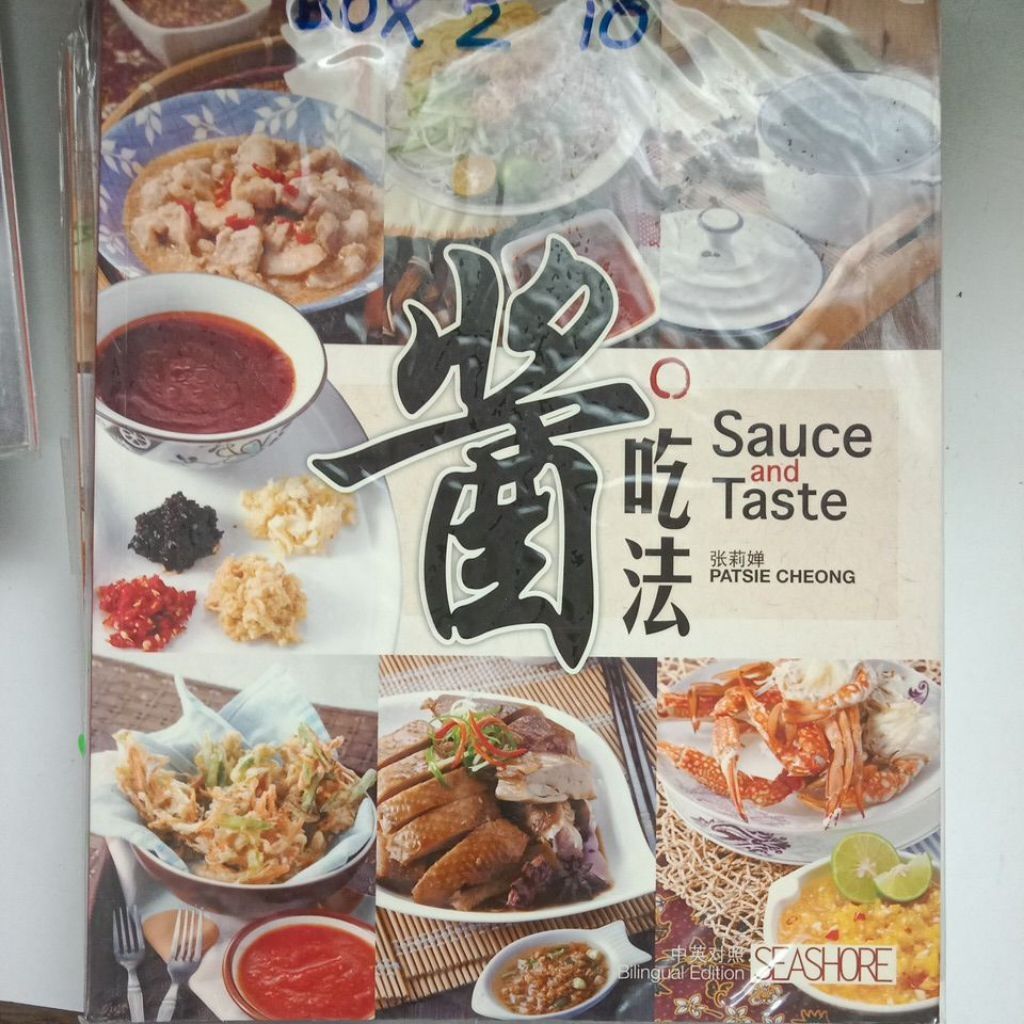 BOX 2 10
醬
吃法
Sauce
and
Taste
张莉婵
PATSIE CHEONG
中英对照
Bilingual Edition
SEASHORE